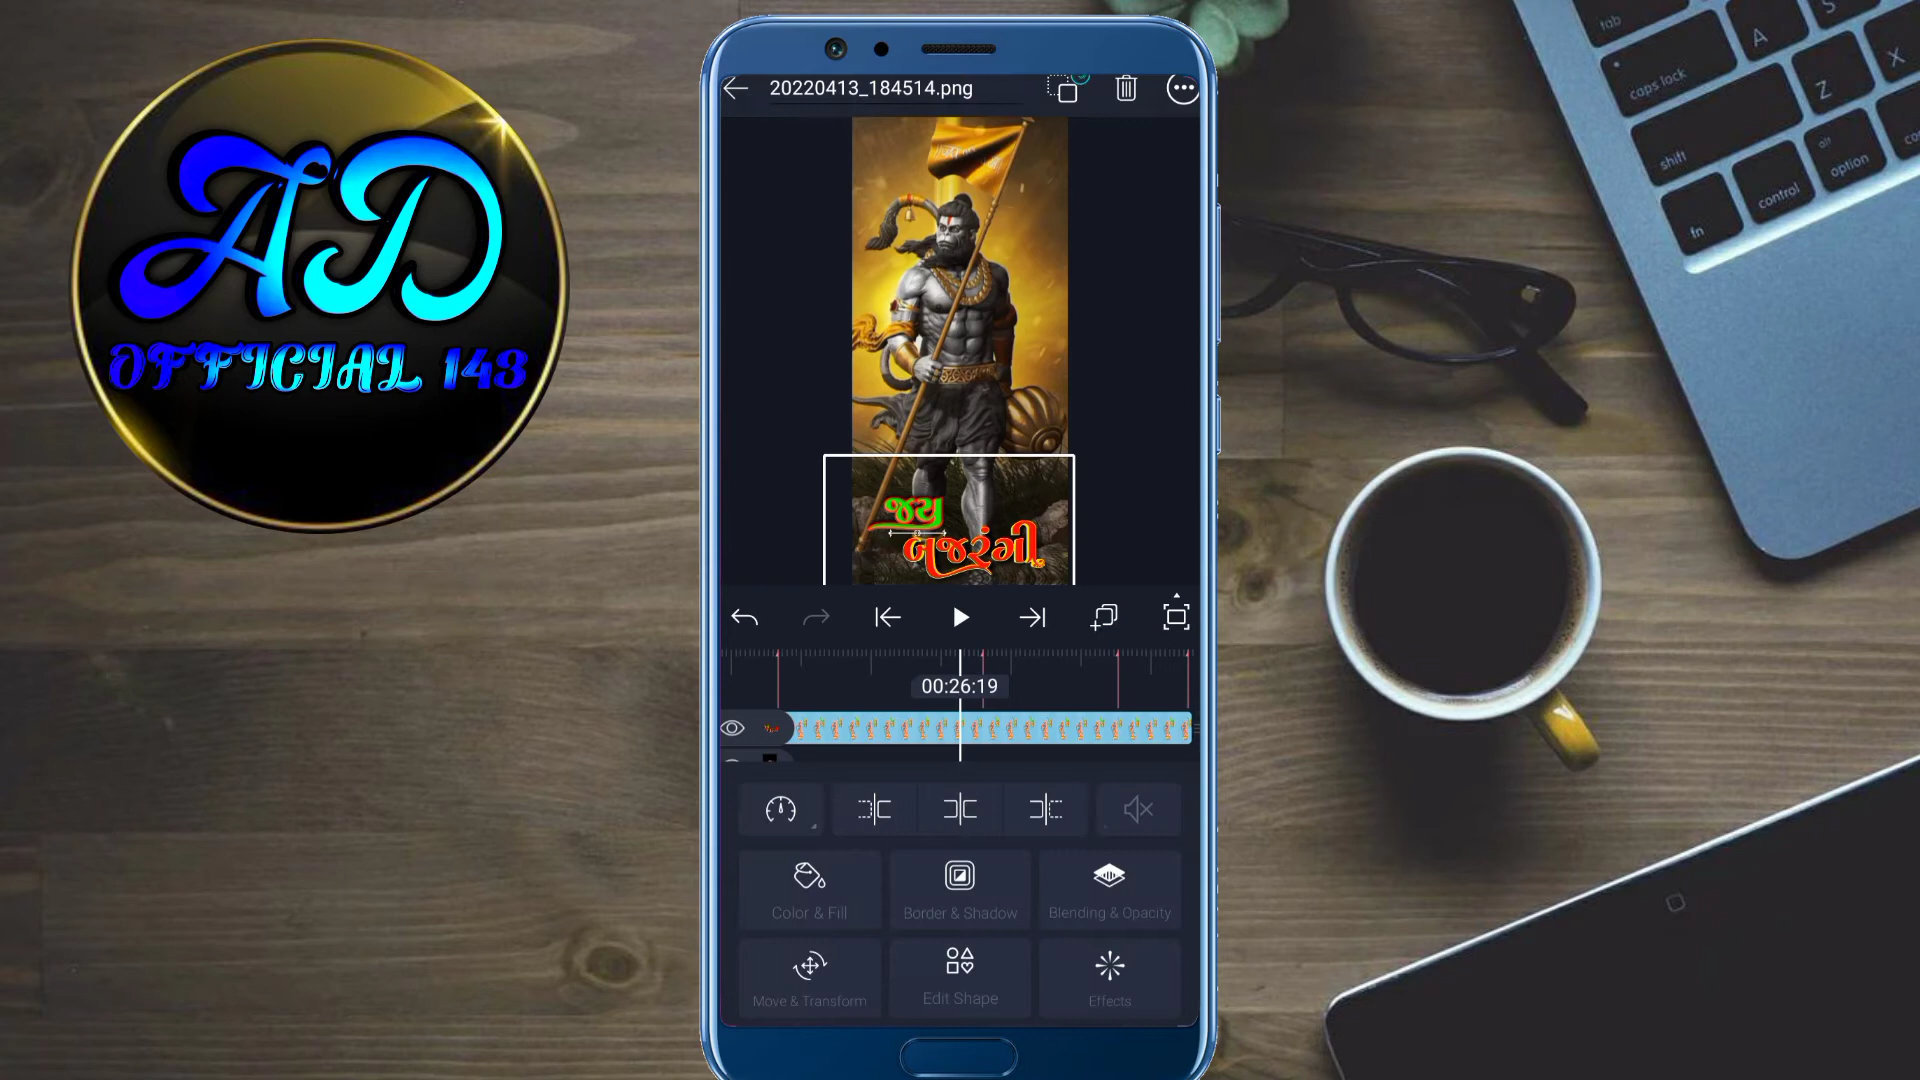 AD
OFFICIAL 143
20220413_184514.png
જય
બજરંગી
00:26:19
Color & Fill
Border & Shadow
Blending & Opacity
Move & Transform
Edit Shape
Effects
tab
caps lock
A
S
shift
Z
X
fn
control
alt
option